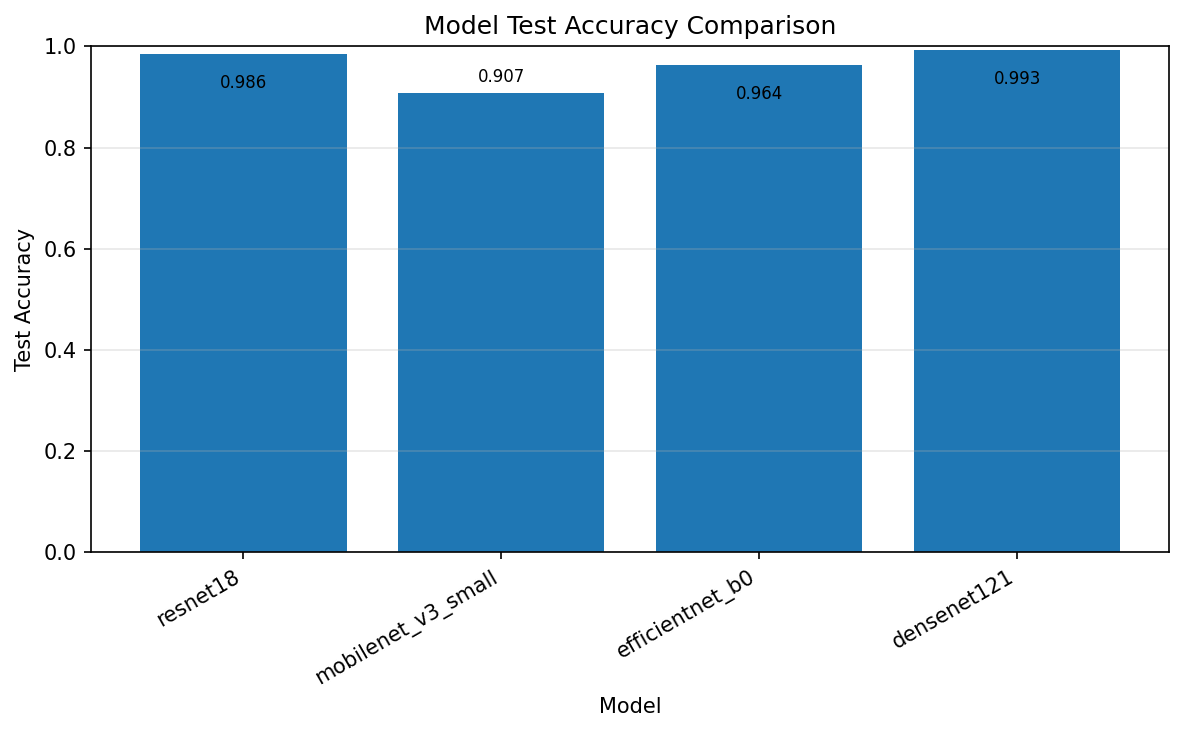 Model Test Accuracy Comparison
1.0
0.8
0.6
0.4
0.2
0.0
Test Accuracy
0.986
0.907
0.964
0.993
resnet18
mobilenet_v3_small
efficientnet_b0
densenet121
Model